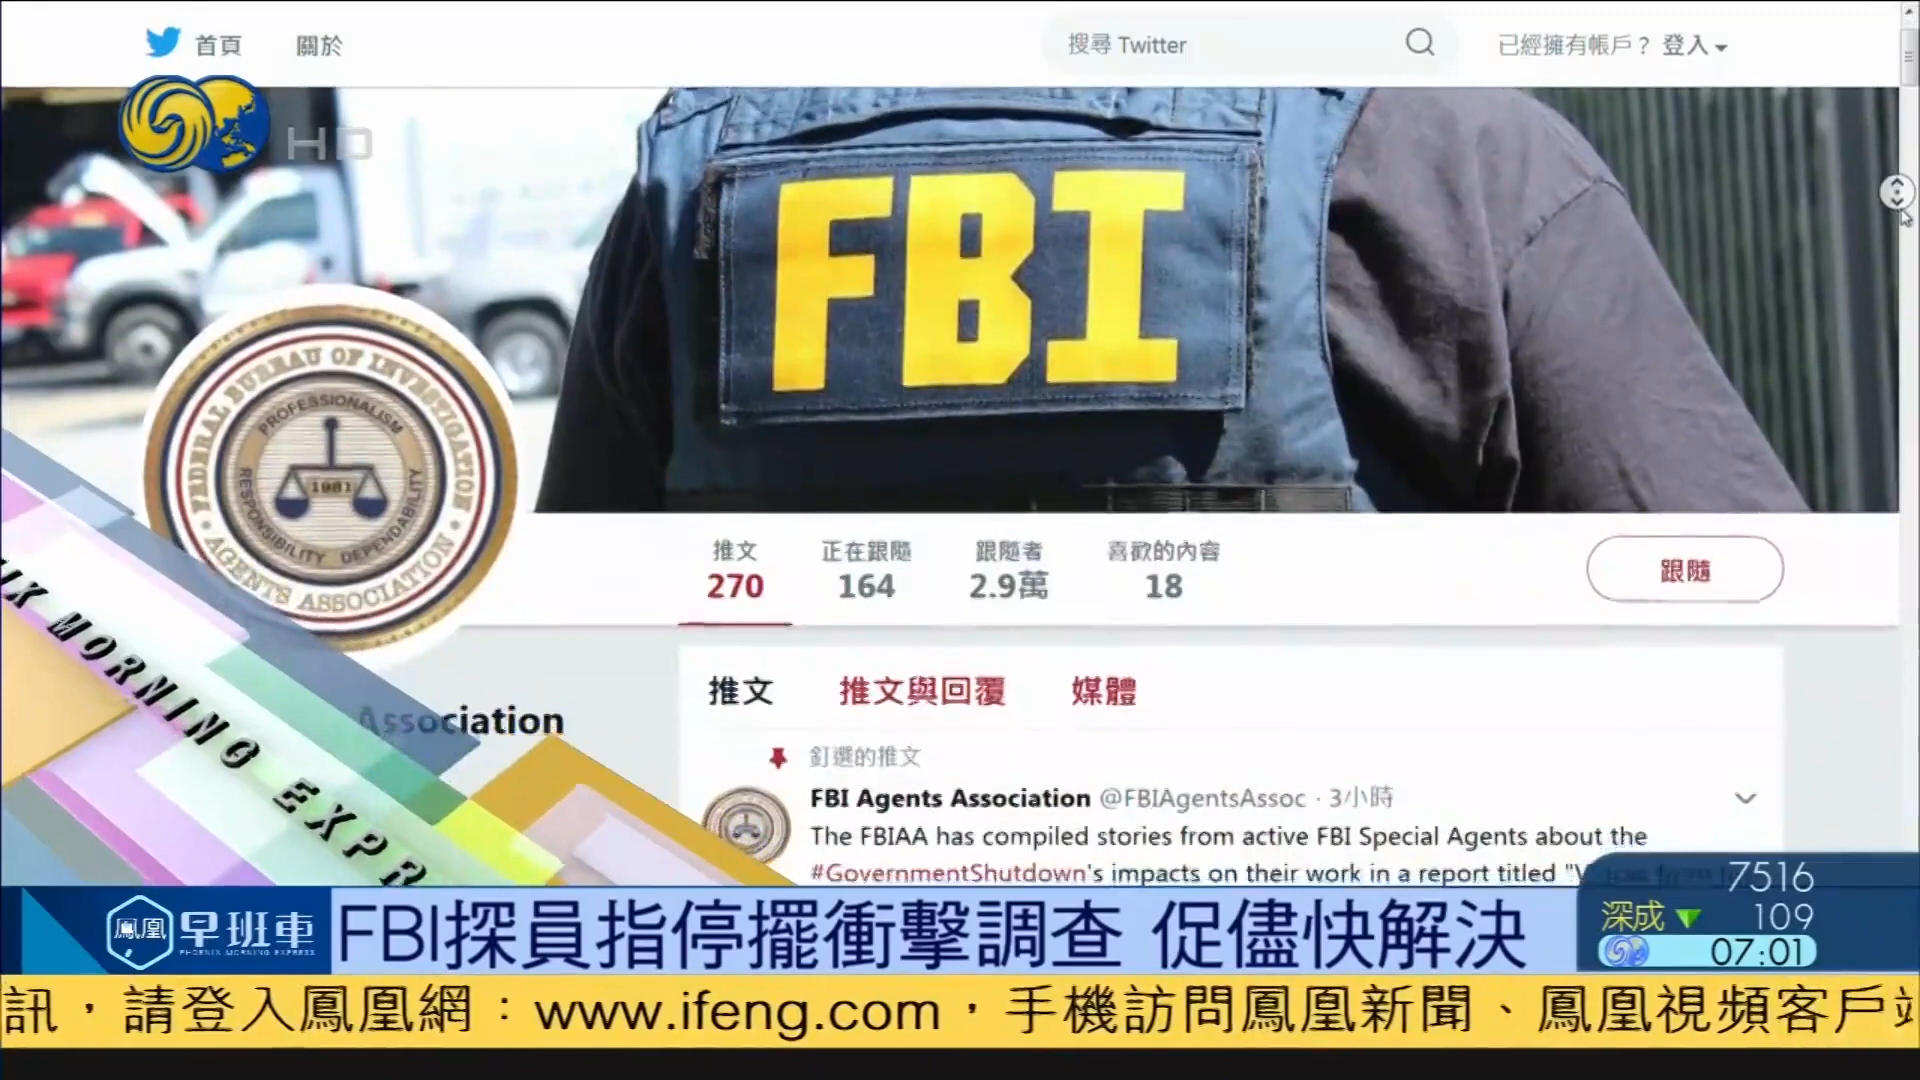 首頁 關於 搜尋 Twitter 已經擁有帳戶？ 登入
HD
FBI
FEDERAL BUREAU OF INVESTIGATION
AGENTS ASSOCIATION
PROFESSIONALISM
RESPONSIBILITY DEPENDABILITY
1981
推文 正在跟隨 跟隨者 喜歡的內容
270 164 2.9萬 18
跟隨
推文 推文與回覆 媒體
Association
釘選的推文
FBI Agents Association @FBIAgentsAssoc · 3小時
The FBIAA has compiled stories from active FBI Special Agents about the
#GovernmentShutdown's impacts on their work in a report titled
MORNING EXPR
鳳凰 早班車
PHOENIX MORNING EXPRESS
FBI探員指停擺衝擊調查 促儘快解決
7516
深成 109
07:01
訊，請登入鳳凰網：www.ifeng.com，手機訪問鳳凰新聞、鳳凰視頻客戶